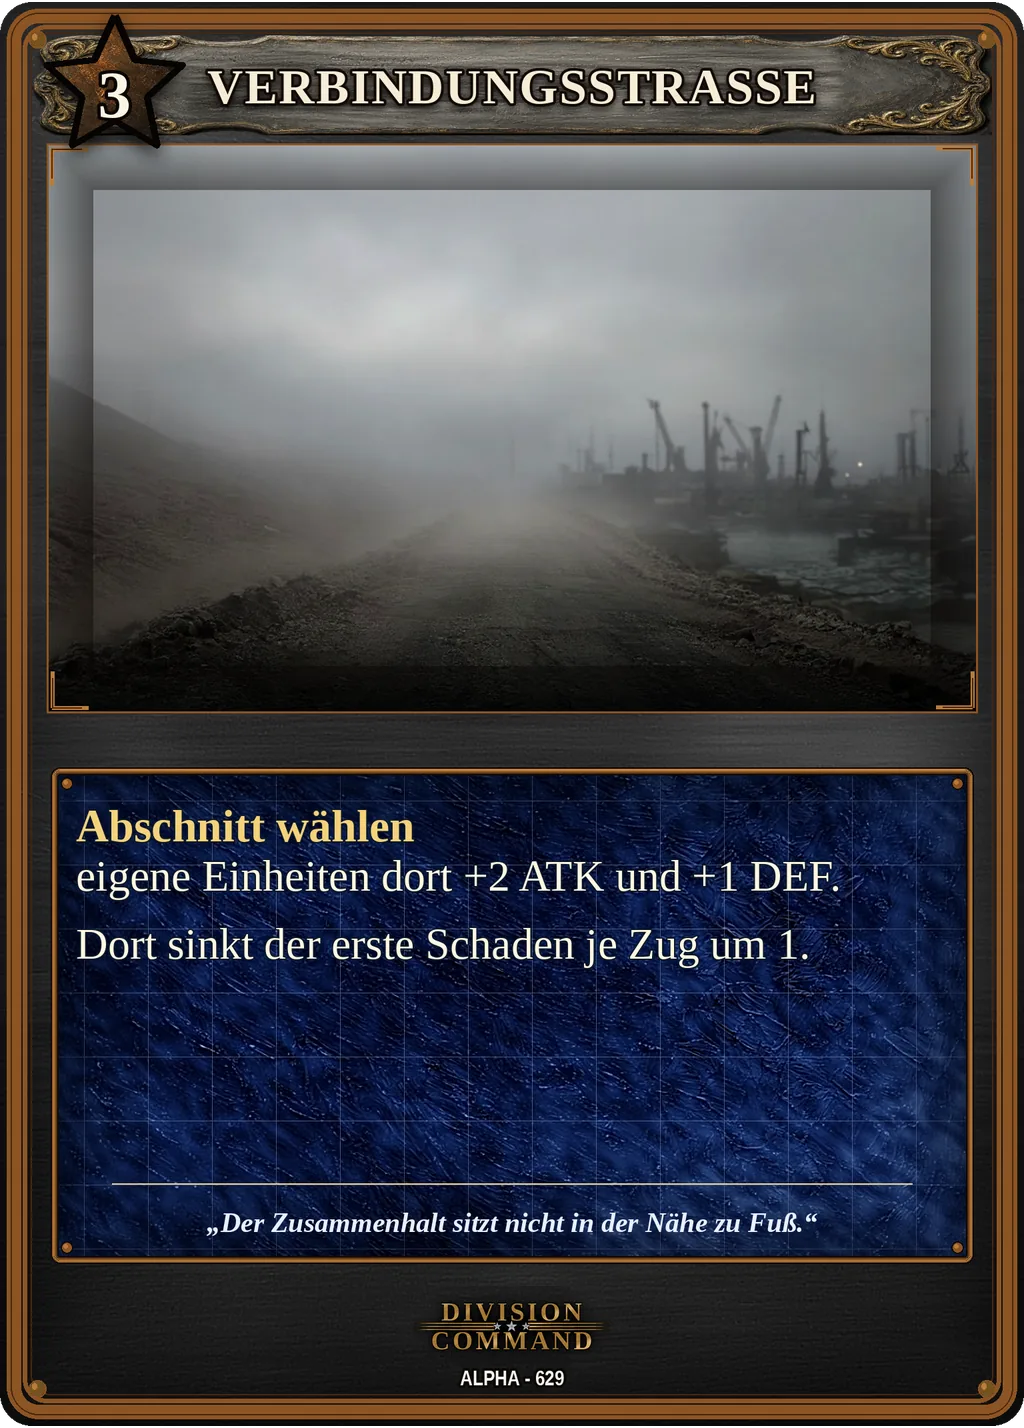 3
VERBINDUNGSSTRASSE
Abschnitt wählen
eigene Einheiten dort +2 ATK und +1 DEF.
Dort sinkt der erste Schaden je Zug um 1.
„Der Zusammenhalt sitzt nicht in der Nähe zu Fuß.“
DIVISION
COMMAND
ALPHA - 629